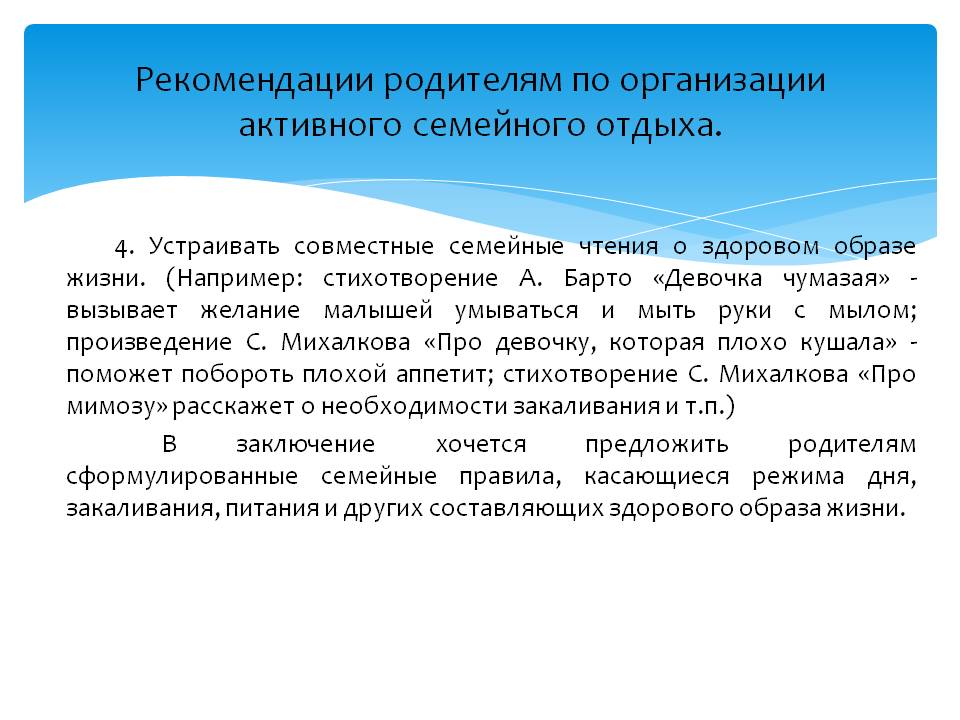 Рекомендации родителям по организации
активного семейного отдыха.
4. Устраивать совместные семейные чтения о здоровом образе
жизни. (Например: стихотворение А. Барто «Девочка чумазая» -
вызывает желание малышей умываться и мыть руки с мылом;
произведение С. Михалкова «Про девочку, которая плохо кушала» -
поможет побороть плохой аппетит; стихотворение С. Михалкова «Про
мимозу» расскажет о необходимости закаливания и т.п.)
В заключение хочется предложить родителям
сформулированные семейные правила, касающиеся режима дня,
закаливания, питания и других составляющих здорового образа жизни.